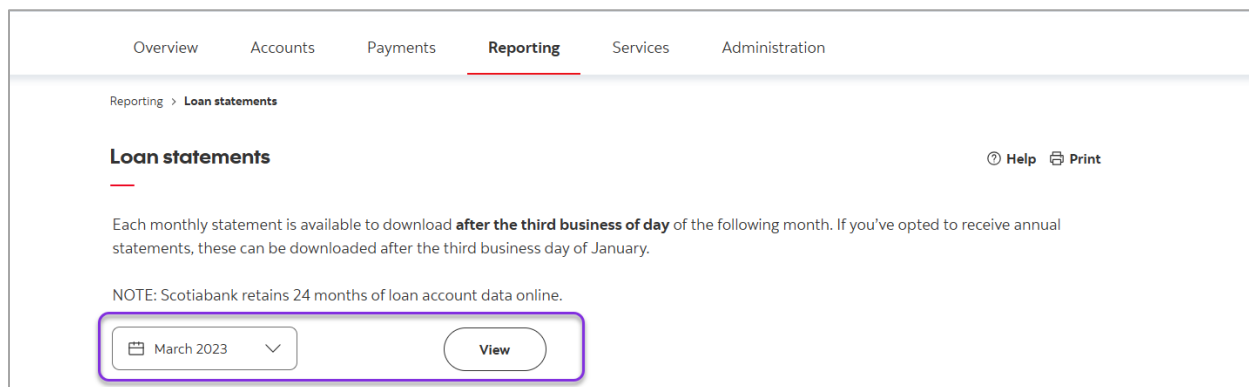 Overview Accounts Payments Reporting Services Administration
Reporting > Loan statements
Loan statements
Help Print
Each monthly statement is available to download after the third business of day of the following month. If you've opted to receive annual
statements, these can be downloaded after the third business day of January.
NOTE: Scotiabank retains 24 months of loan account data online.
March 2023 View